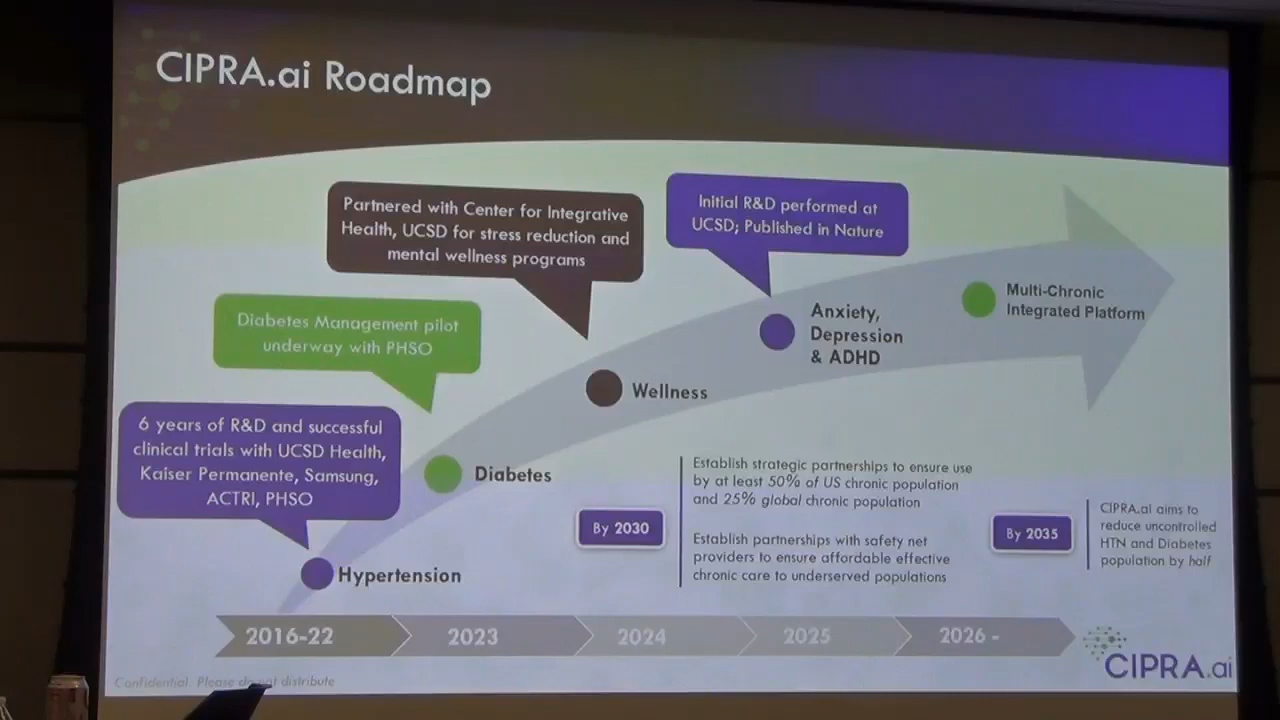 CIPRA.ai Roadmap
Partnered with Center for Integrative
Health, UCSD for stress reduction and
mental wellness programs
Initial R&D performed at
UCSD; Published in Nature
Diabetes Management pilot
underway with PHSO
6 years of R&D and successful
clinical trials with UCSD Health,
Kaiser Permanente, Samsung,
ACTRI, PHSO
Hypertension
Diabetes
Wellness
Anxiety,
Depression
& ADHD
Multi-Chronic
Integrated Platform
By 2030
Establish strategic partnerships to ensure use
by at least 50% of US chronic population
and 25% global chronic population
Establish partnerships with safety net
providers to ensure affordable effective
chronic care to underserved populations
By 2035
CIPRA.ai aims to
reduce uncontrolled
HTN and Diabetes
population by half
2016-22
2023
2024
2025
2026 -
Confidential. Please do not distribute
CIPRA.ai